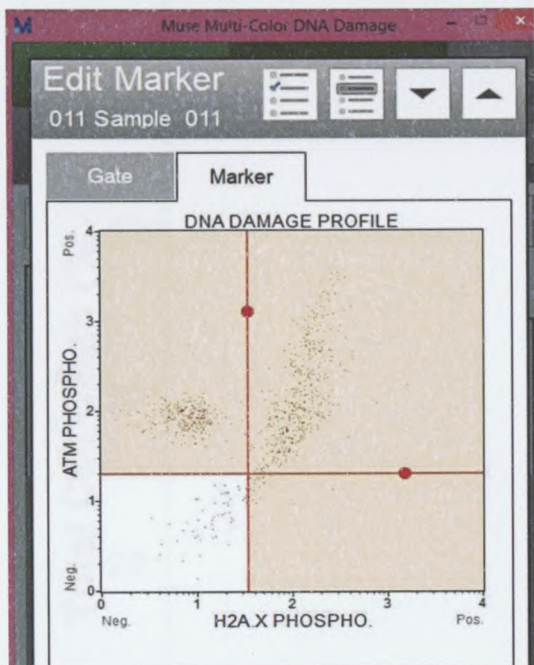 M Muse Multi-Color DNA Damage
Edit Marker
011 Sample 011
Gate
Marker
DNA DAMAGE PROFILE
Pos.
4
3
2
1
0
Neg.
ATM PHOSPHO.
0 1 2 3 4
Neg. H2A.X PHOSPHO. Pos.